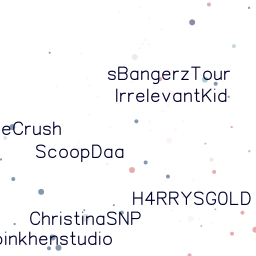 sBangerzTour
IrrelevantKid
eCrush
ScoopDaa
H4RRYSG0LD
ChristinaSNP
pinkhenstudio